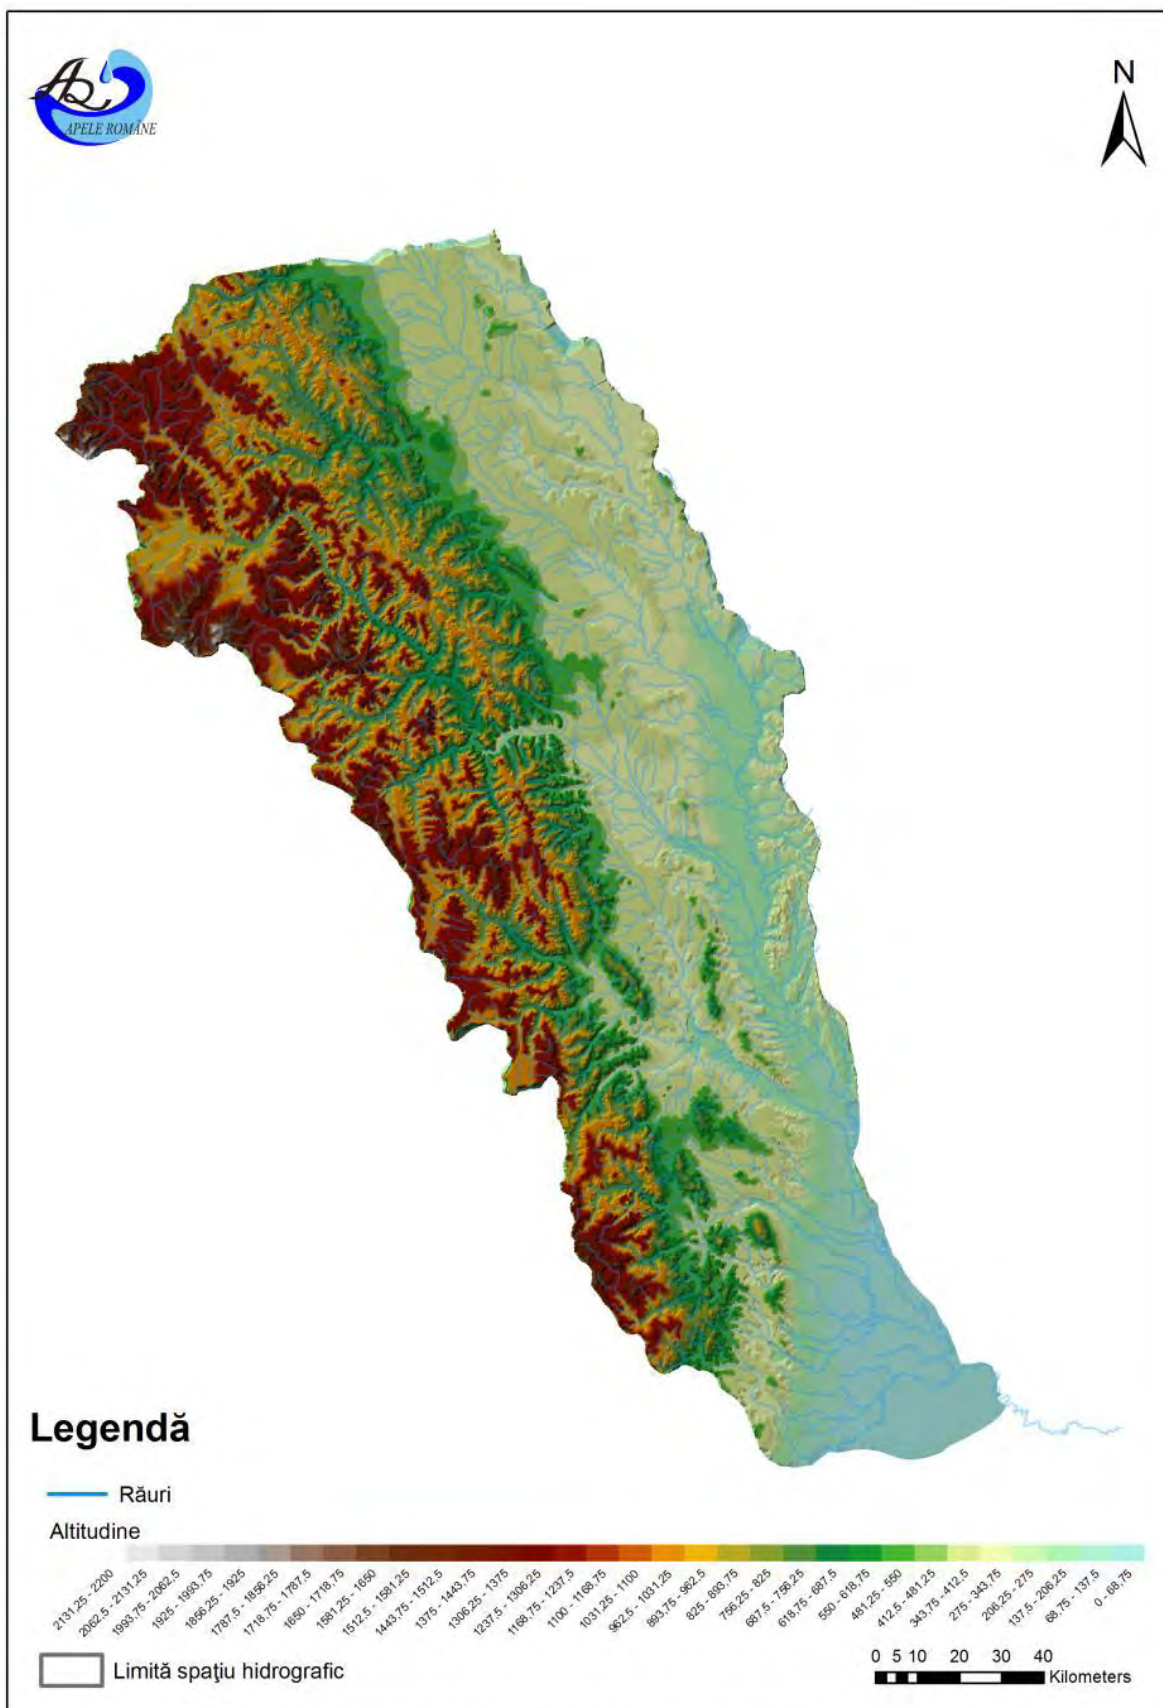 APELE ROMÂNE
N
Legendă
Râuri
Altitudine
2131,25 - 2200
2062,5 - 2131,25
1993,75 - 2062,5
1925 - 1993,75
1856,25 - 1925
1787,5 - 1856,25
1718,75 - 1787,5
1650 - 1718,75
1581,25 - 1650
1512,5 - 1581,25
1443,75 - 1512,5
1375 - 1443,75
1306,25 - 1375
1237,5 - 1306,25
1168,75 - 1237,5
1100 - 1168,75
1031,25 - 1100
962,5 - 1031,25
893,75 - 962,5
825 - 893,75
756,25 - 825
687,5 - 756,25
618,75 - 687,5
550 - 618,75
481,25 - 550
412,5 - 481,25
343,75 - 412,5
275 - 343,75
206,25 - 275
137,5 - 206,25
68,75 - 137,5
0 - 68,75
Limită spaţiu hidrografic
0 5 10 20 30 40
Kilometers